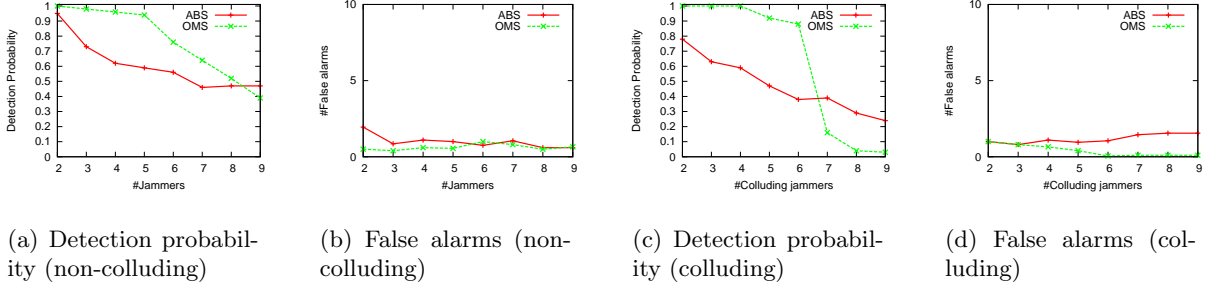 1
0.9
0.8
0.7
0.6
0.5
0.4
0.3
0.2
0.1
0
2 3 4 5 6 7 8 9
Detection Probability
#Jammers
ABS
OMS
10
5
0
2 3 4 5 6 7 8 9
#False alarms
#Jammers
ABS
OMS
1
0.9
0.8
0.7
0.6
0.5
0.4
0.3
0.2
0.1
0
2 3 4 5 6 7 8 9
Detection Probability
#Colluding jammers
ABS
OMS
10
5
0
2 3 4 5 6 7 8 9
#False alarms
#Colluding jammers
ABS
OMS
(a) Detection probabil-
ity (non-colluding)
(b) False alarms (non-
colluding)
(c) Detection probabil-
ity (colluding)
(d) False alarms (col-
luding)